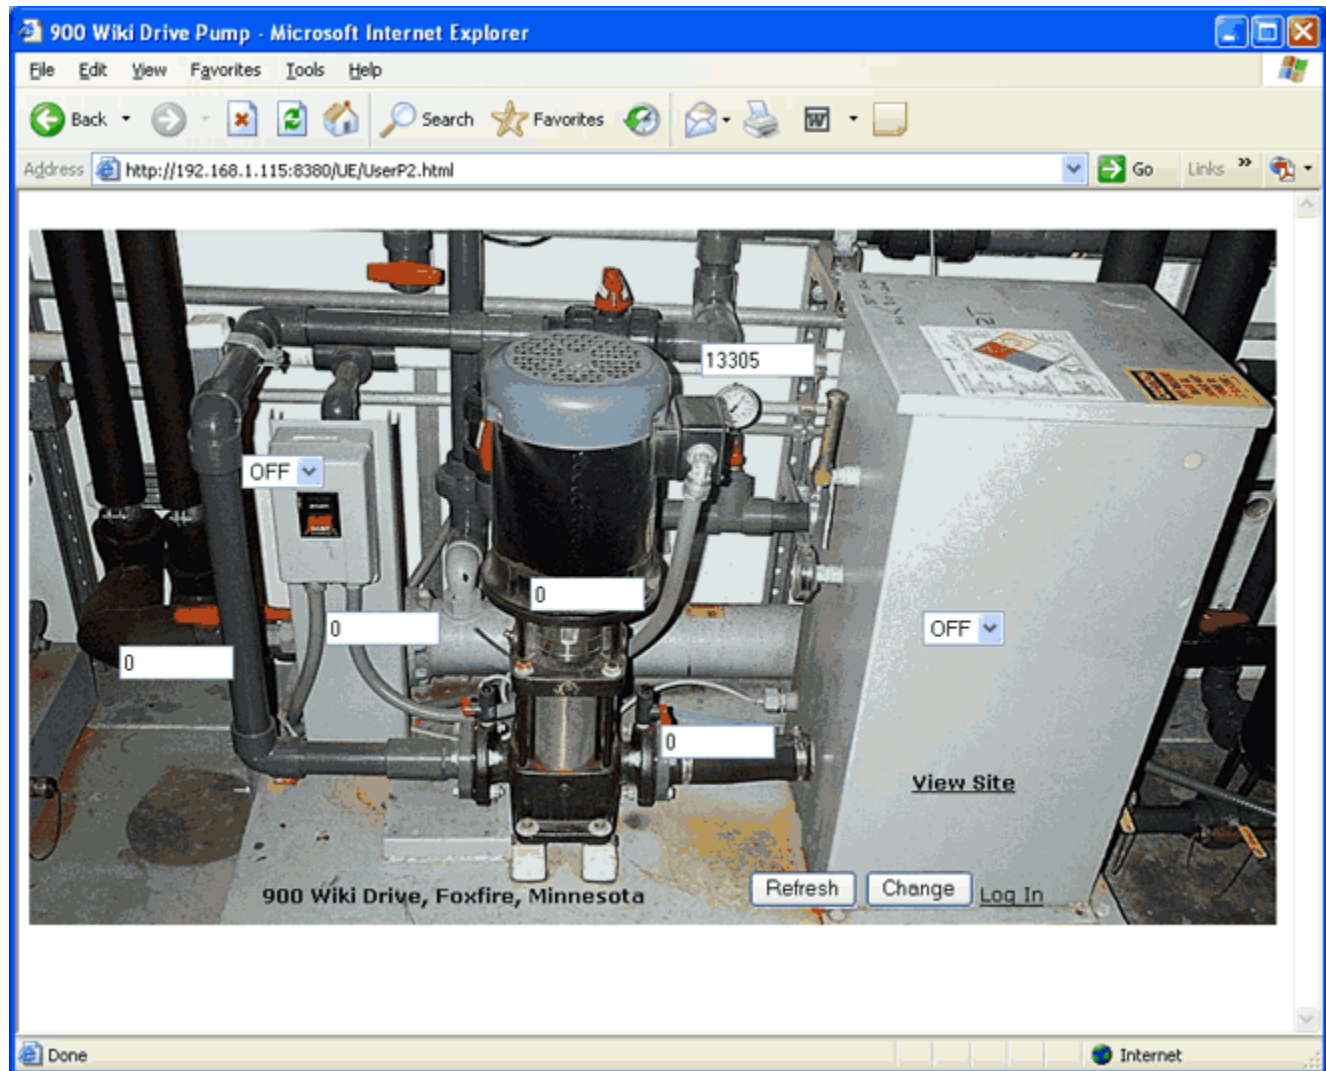 900 Wiki Drive Pump - Microsoft Internet Explorer
File Edit View Favorites Tools Help
Back Search Favorites
Address http://192.168.1.115:8380/UE/UserP2.html Go Links »
13305
OFF
0
0
OFF
0
0
View Site
900 Wiki Drive, Foxfire, Minnesota Refresh Change Log In
Done Internet